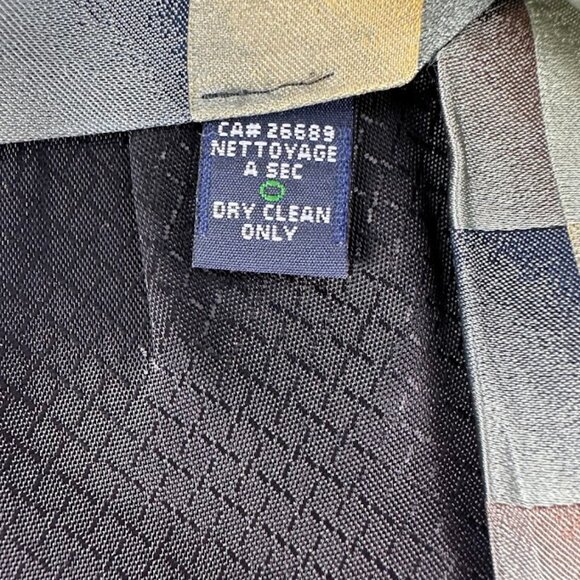 CA# 26689
NETTOYAGE
A SEC
DRY CLEAN
ONLY